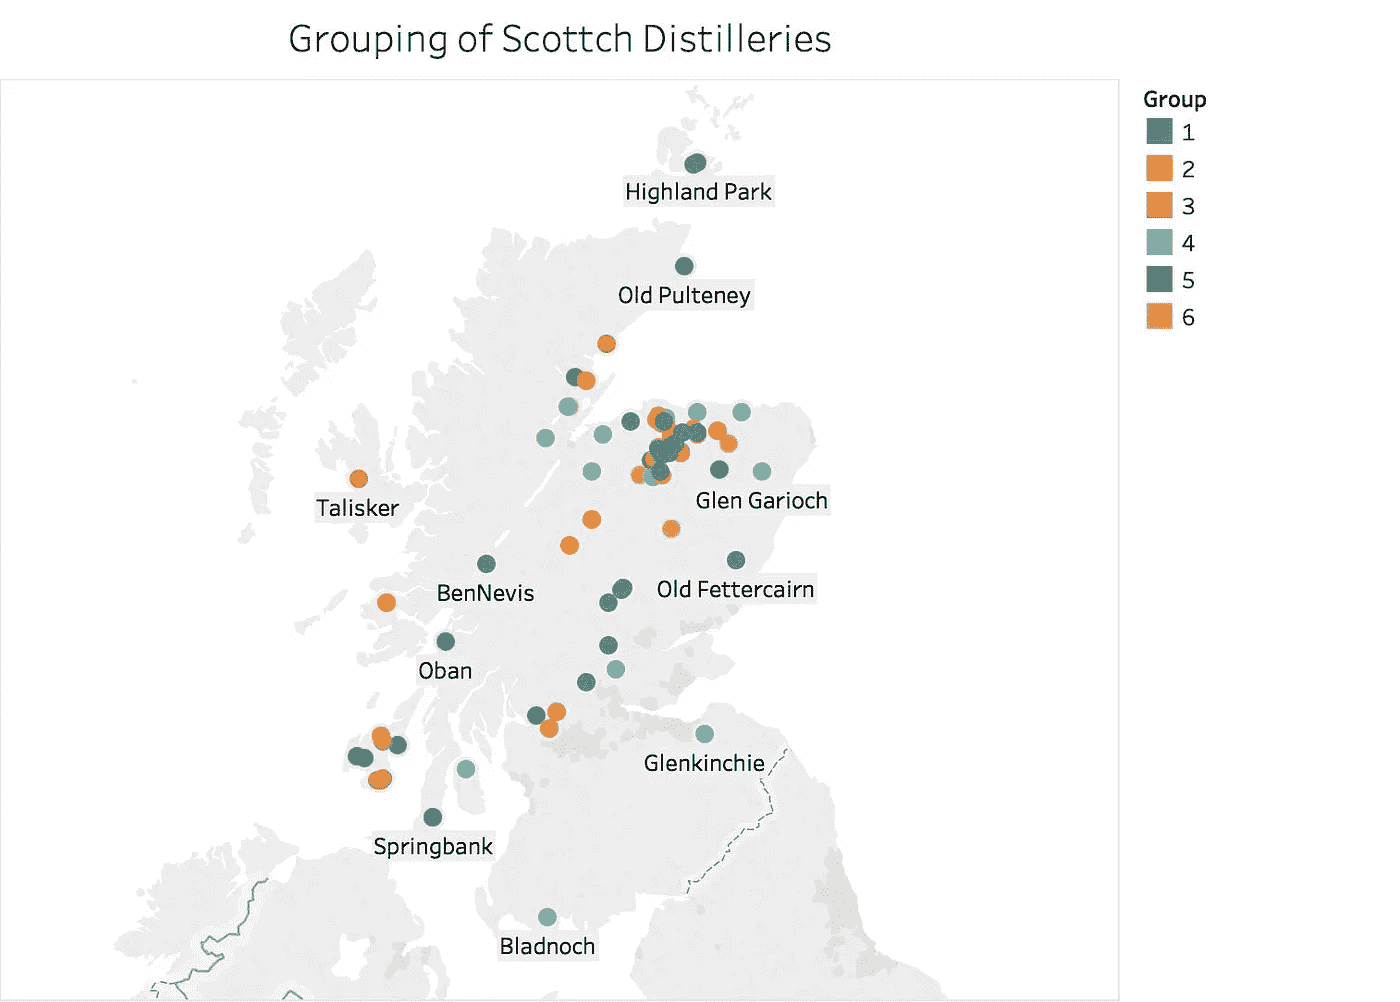 Grouping of Scottch Distilleries
Group
1
2
3
4
5
6
Highland Park
Old Pulteney
Talisker
Glen Garioch
BenNevis
Old Fettercairn
Oban
Glenkinchie
Springbank
Bladnoch